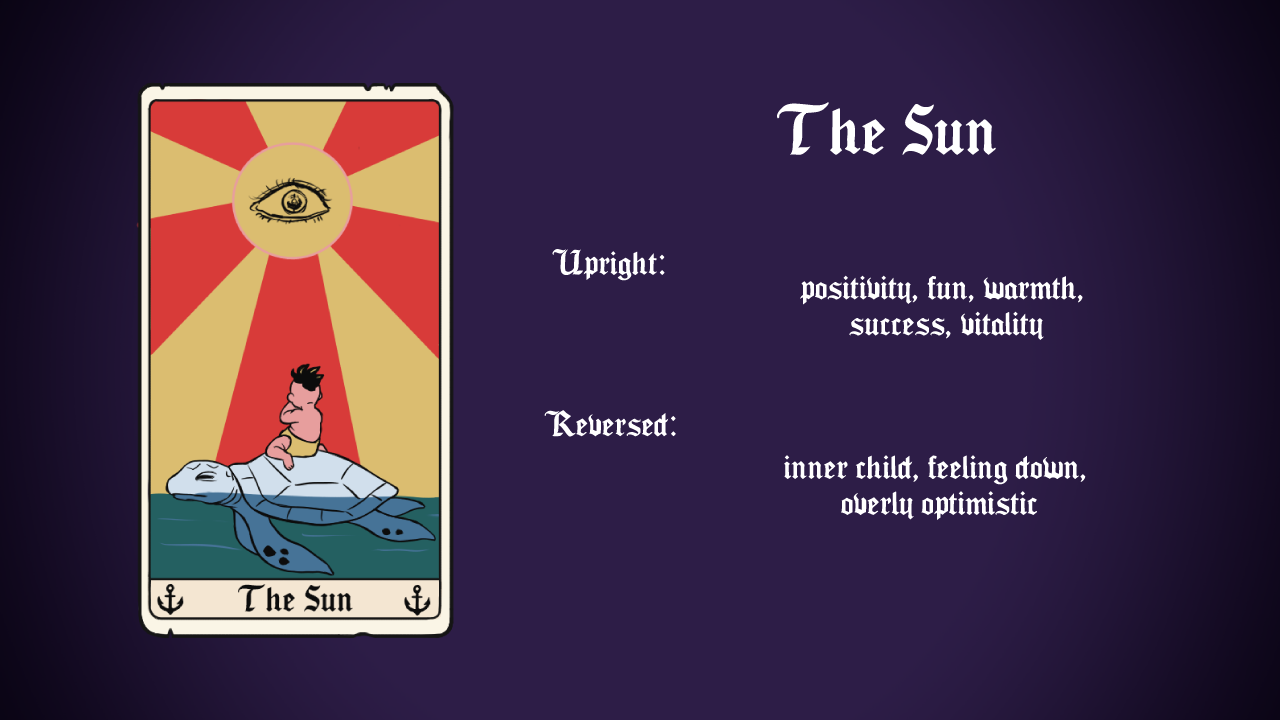 The Sun
Upright:
positivity, fun, warmth,
success, vitality
Reversed:
inner child, feeling down,
overly optimistic
The Sun